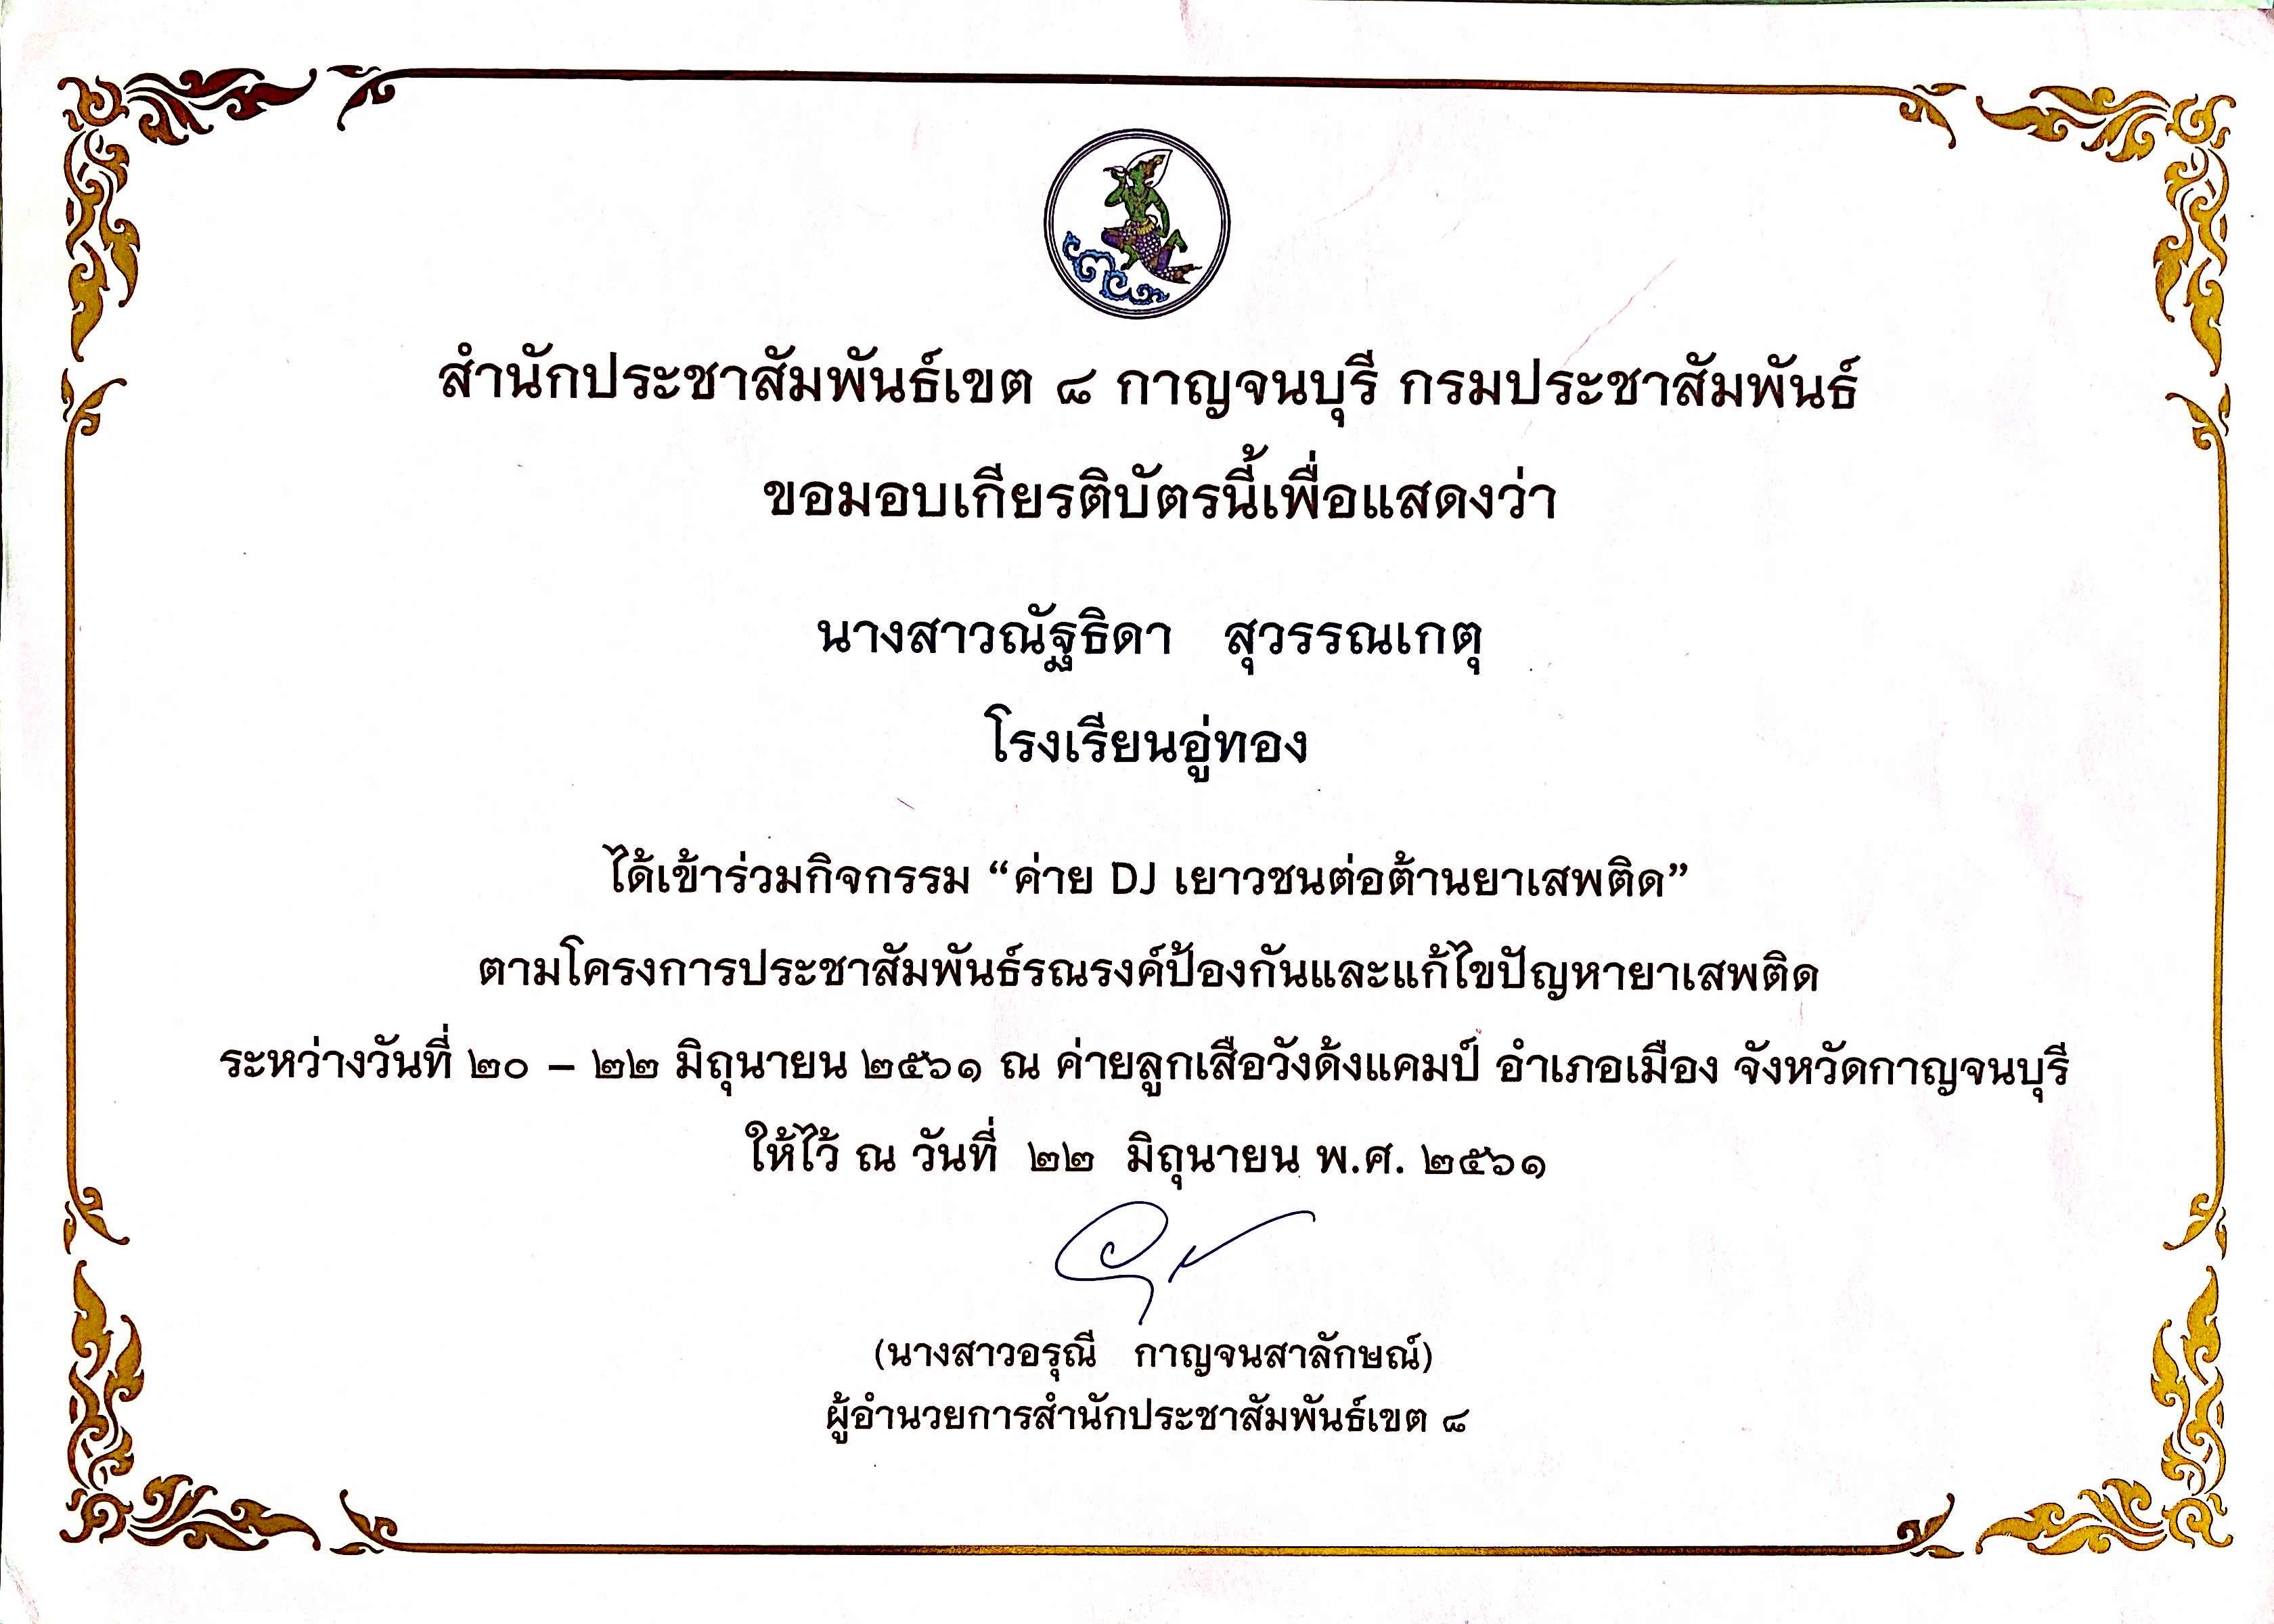 สำนักประชาสัมพันธ์เขต ๘ กาญจนบุรี กรมประชาสัมพันธ์
ขอมอบเกียรติบัตรนี้เพื่อแสดงว่า
นางสาวณัฐธิดา สุวรรณเกตุ
โรงเรียนอู่ทอง
ได้เข้าร่วมกิจกรรม “ค่าย DJ เยาวชนต่อต้านยาเสพติด”
ตามโครงการประชาสัมพันธ์รณรงค์ป้องกันและแก้ไขปัญหายาเสพติด
ระหว่างวันที่ ๒๐ – ๒๒ มิถุนายน ๒๕๖๑ ณ ค่ายลูกเสือวังด้งแคมป์ อำเภอเมือง จังหวัดกาญจนบุรี
ให้ไว้ ณ วันที่ ๒๒ มิถุนายน พ.ศ. ๒๕๖๑
(นางสาวอรุณี กาญจนสาลักษณ์)
ผู้อำนวยการสำนักประชาสัมพันธ์เขต ๘